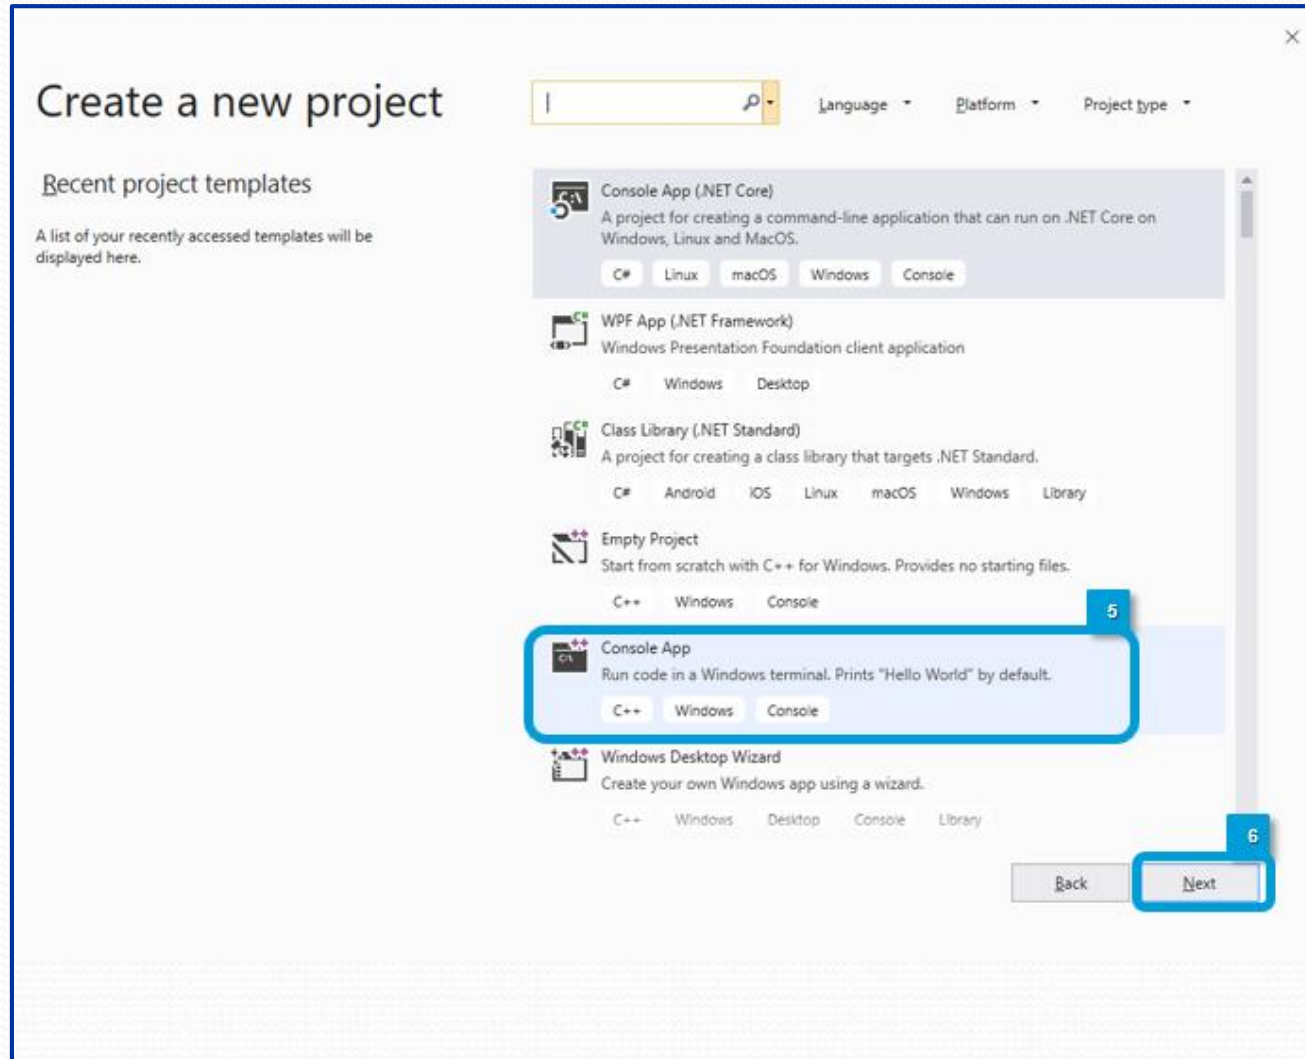 Create a new project
Language
Platform
Project type
Recent project templates
A list of your recently accessed templates will be
displayed here.
Console App (.NET Core)
A project for creating a command-line application that can run on .NET Core on
Windows, Linux and MacOS.
C# Linux macOS Windows Console
WPF App (.NET Framework)
Windows Presentation Foundation client application
C# Windows Desktop
Class Library (.NET Standard)
A project for creating a class library that targets .NET Standard.
C# Android iOS Linux macOS Windows Library
Empty Project
Start from scratch with C++ for Windows. Provides no starting files.
C++ Windows Console
5
Console App
Run code in a Windows terminal. Prints "Hello World" by default.
C++ Windows Console
Windows Desktop Wizard
Create your own Windows app using a wizard.
C++ Windows Desktop Console Library
6
Back
Next